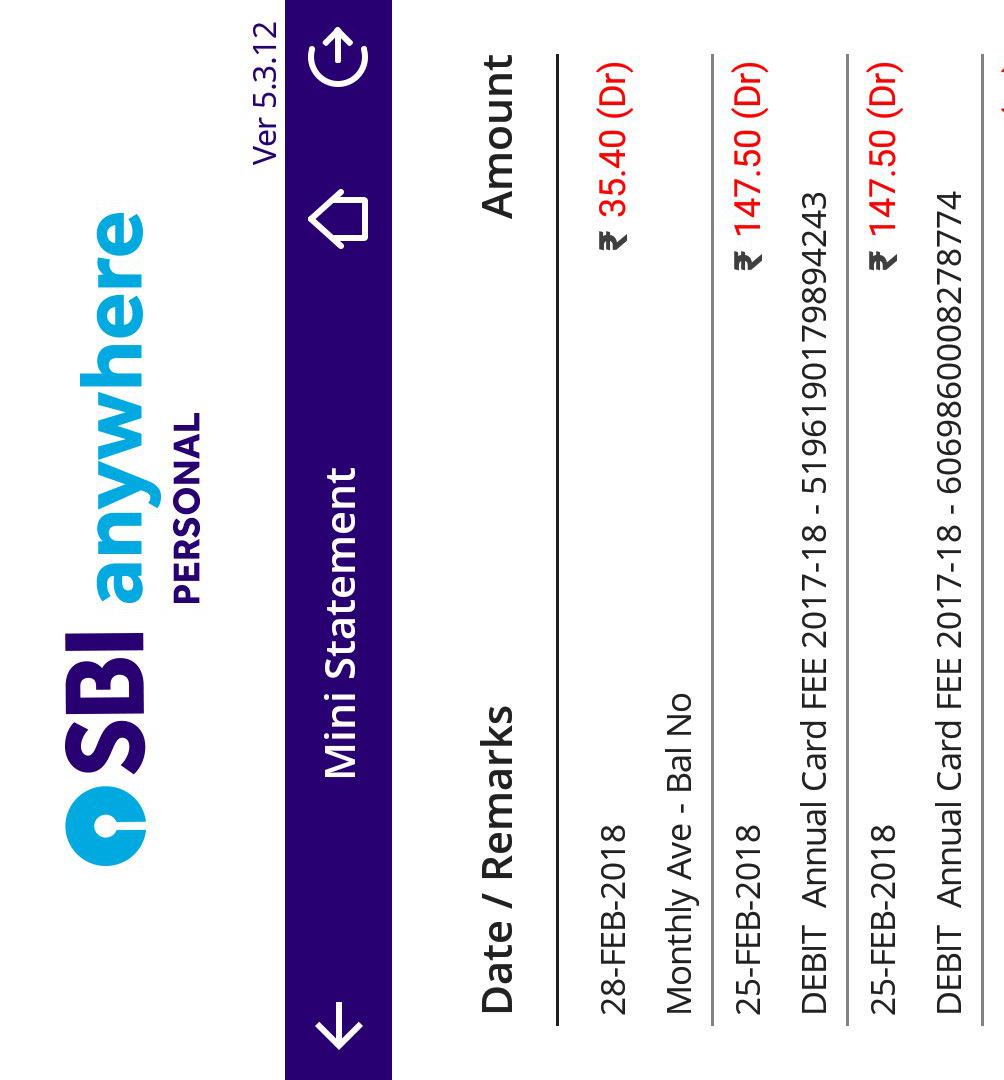 SBI anywhere
PERSONAL
Ver 5.3.12
Mini Statement
Date / Remarks Amount
28-FEB-2018 ₹ 35.40 (Dr)
Monthly Ave - Bal No
25-FEB-2018 ₹ 147.50 (Dr)
DEBIT Annual Card FEE 2017-18 - 5196190179894243
25-FEB-2018 ₹ 147.50 (Dr)
DEBIT Annual Card FEE 2017-18 - 6069860008278774